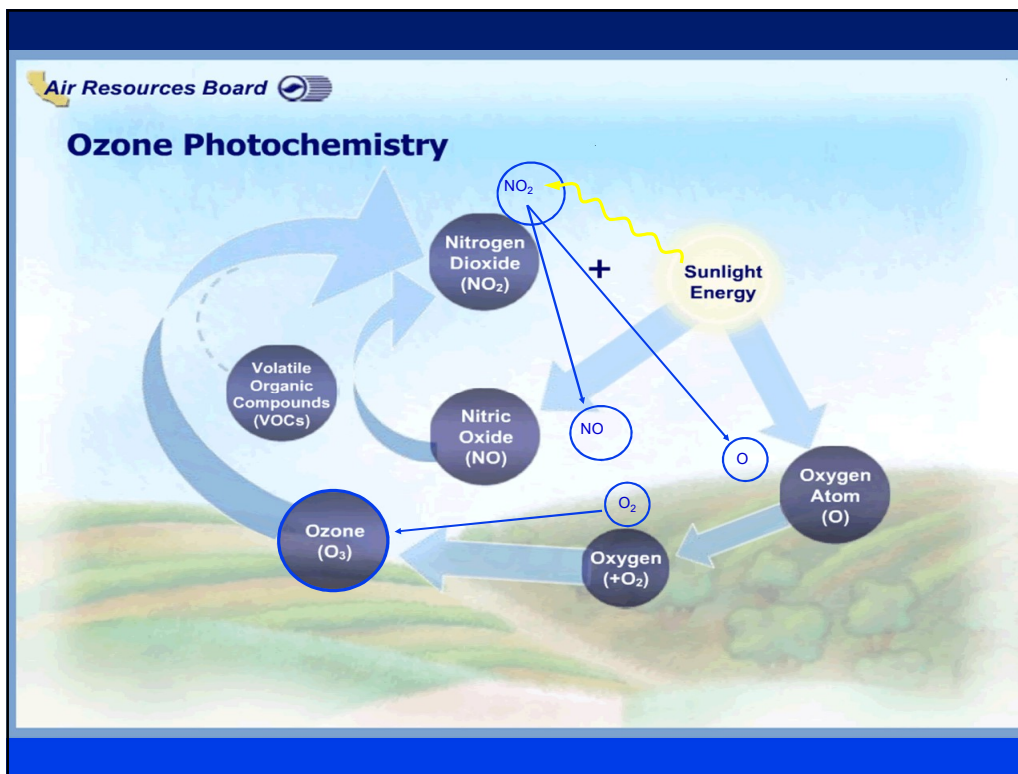 Air Resources Board
Ozone Photochemistry
NO₂
Nitrogen
Dioxide
(NO₂)
+
Sunlight
Energy
Volatile
Organic
Compounds
(VOCs)
Nitric
Oxide
(NO)
NO
O
Oxygen
Atom
(O)
O₂
Ozone
(O₃)
Oxygen
(+O₂)